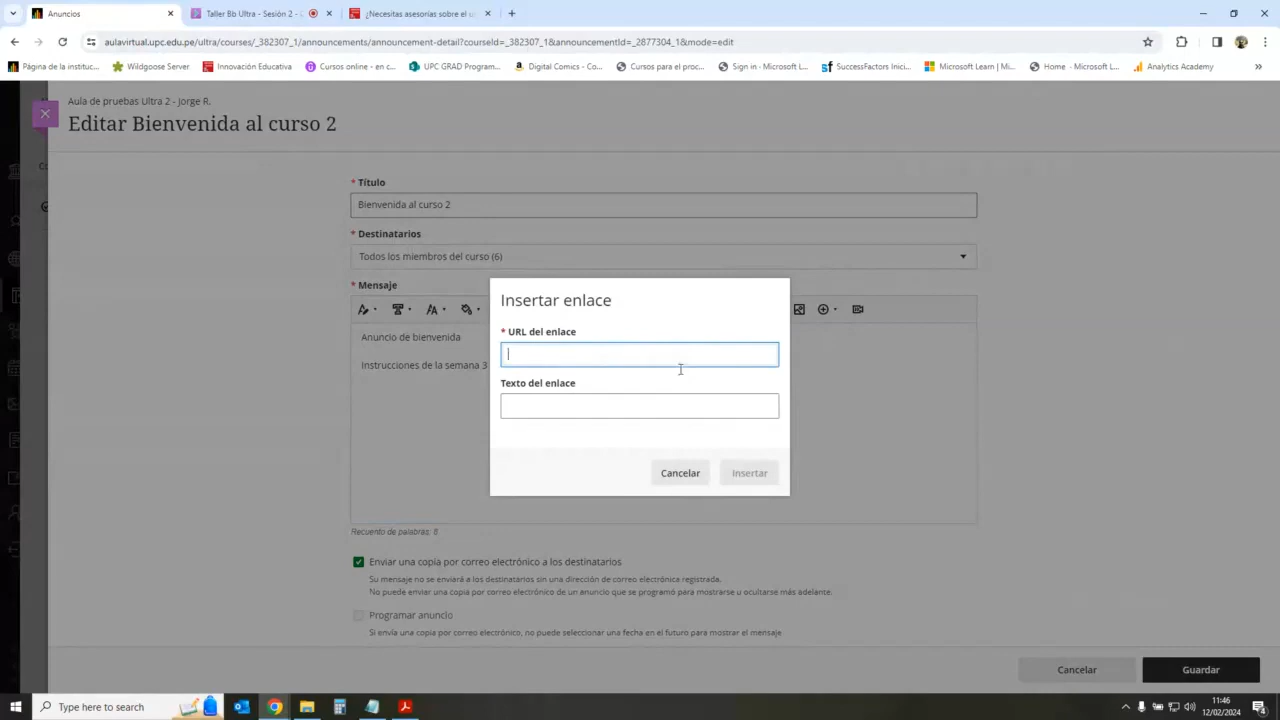 Anuncios
Taller Bb Ultra - Sesión 2 -
¿Necesitas asesorías sobre el u
aulavirtual.upc.edu.pe/ultra/courses/_382307_1/announcements/announcement-detail?courseId=_382307_1&announcementId=_2877304_1&mode=edit
Página de la instituc...
Wildgoose Server
Innovación Educativa
Cursos online - en c...
UPC GRAD Program...
Digital Comics - Co...
Cursos para el proc...
Sign in - Microsoft L...
SuccessFactors Inici...
Microsoft Learn | Mi...
Home - Microsoft L...
Analytics Academy
Aula de pruebas Ultra 2 - Jorge R.
Editar Bienvenida al curso 2
* Título
Bienvenida al curso 2
* Destinatarios
Todos los miembros del curso (6)
* Mensaje
Anuncio de bienvenida
Instrucciones de la semana 3
Insertar enlace
* URL del enlace
Texto del enlace
Cancelar
Insertar
Recuento de palabras: 8
Enviar una copia por correo electrónico a los destinatarios
Su mensaje no se enviará a los destinatarios sin una dirección de correo electrónica registrada.
No puede enviar una copia por correo electrónico de un anuncio que se programó para mostrarse u ocultarse más adelante.
Programar anuncio
Si envía una copia por correo electrónico, no puede seleccionar una fecha en el futuro para mostrar el mensaje
Cancelar
Guardar
Type here to search
11:46
12/02/2024
4